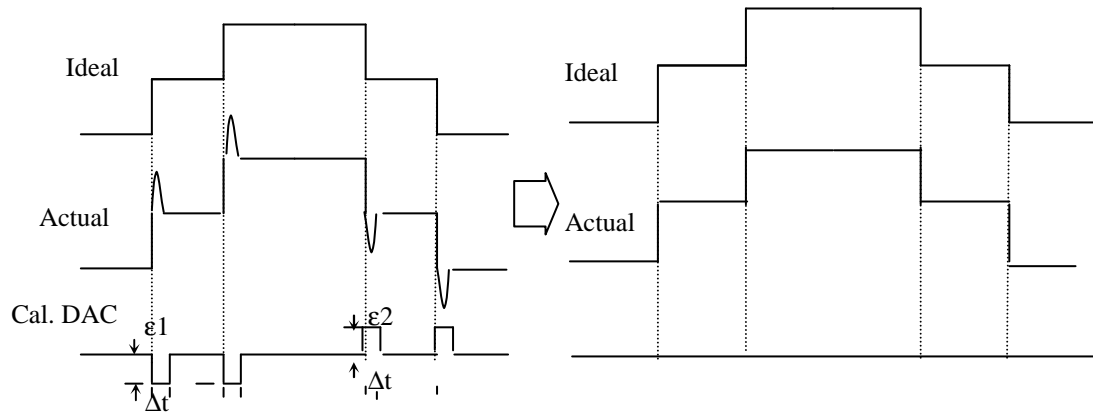 Ideal
Ideal
Actual
Actual
Cal. DAC
ε1
ε2
Δt
Δt